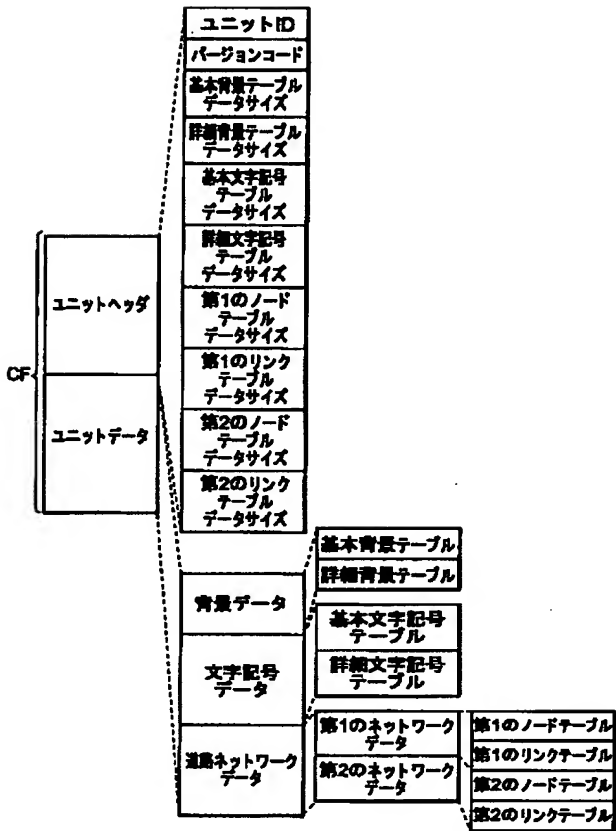 ユニットID
バージョンコード
基本背景テーブル
データサイズ
詳細背景テーブル
データサイズ
基本文字記号
テーブル
データサイズ
詳細文字記号
テーブル
データサイズ
第1のノード
テーブル
データサイズ
第1のリンク
テーブル
データサイズ
第2のノード
テーブル
データサイズ
第2のリンク
テーブル
データサイズ
CF
ユニットヘッダ
ユニットデータ
背景データ
文字記号
データ
道路ネットワーク
データ
基本背景テーブル
詳細背景テーブル
基本文字記号
テーブル
詳細文字記号
テーブル
第1のネットワーク
データ
第2のネットワーク
データ
第1のノードテーブル
第1のリンクテーブル
第2のノードテーブル
第2のリンクテーブル